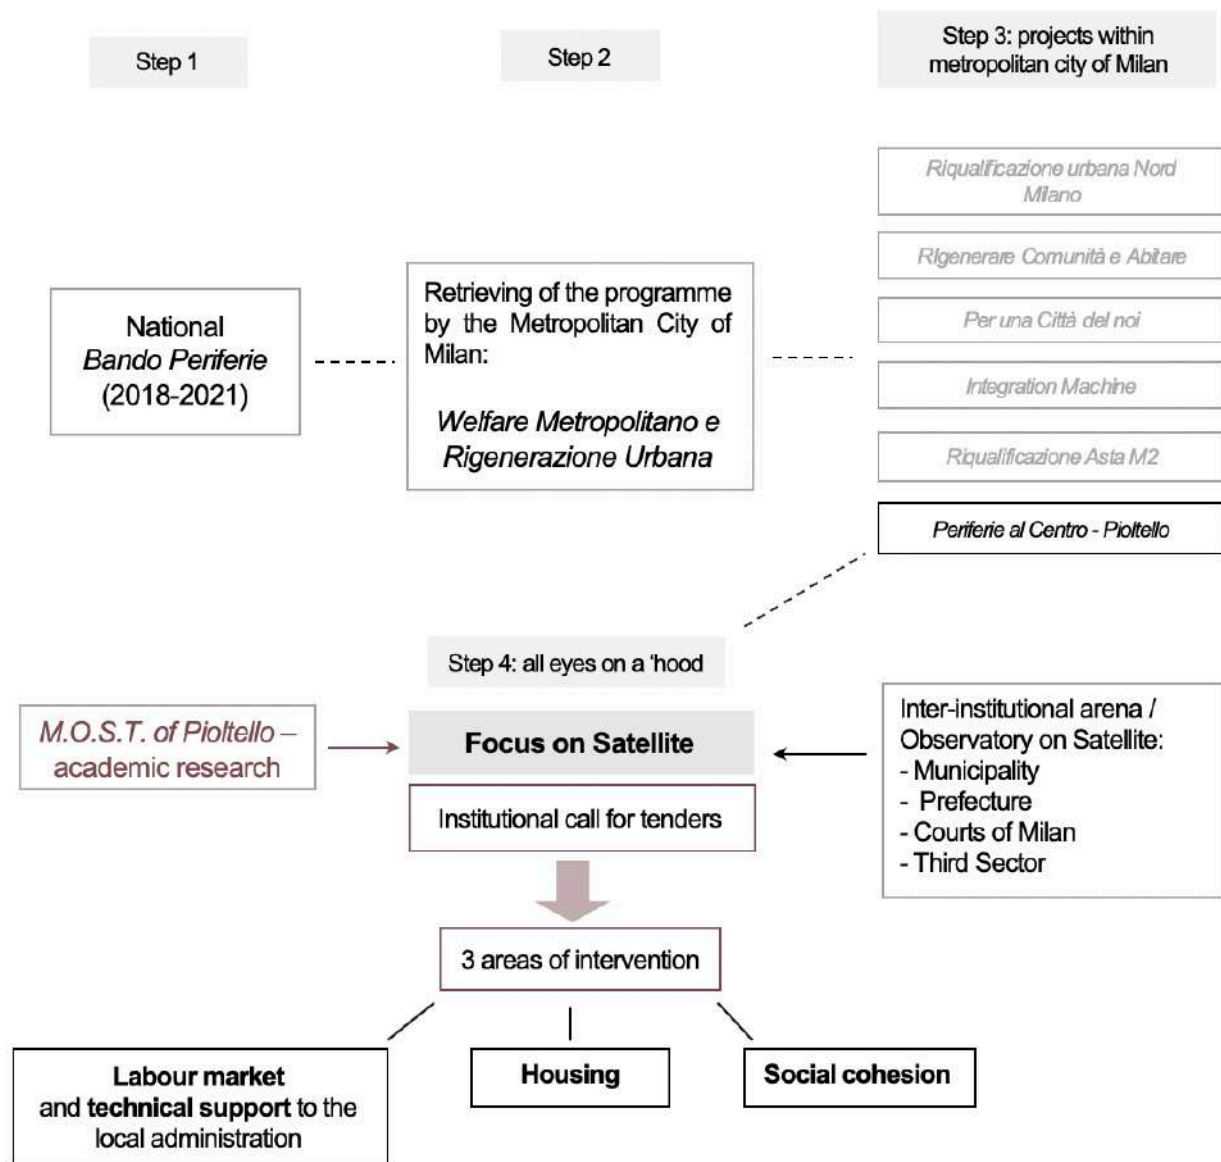 Step 1
Step 2
Step 3: projects within
metropolitan city of Milan
Riqualificazione urbana Nord
Milano
RIgenerare Comunità e Abitare
Per una Città del noi
Integration Machine
Riqualificazione Asta M2
Periferie al Centro - Pioltello
National
Bando Periferie
(2018-2021)
Retrieving of the programme
by the Metropolitan City of
Milan:
Welfare Metropolitano e
Rigenerazione Urbana
Step 4: all eyes on a ‘hood
M.O.S.T. of Pioltello –
academic research
Focus on Satellite
Institutional call for tenders
Inter-institutional arena /
Observatory on Satellite:
- Municipality
- Prefecture
- Courts of Milan
- Third Sector
3 areas of intervention
Labour market
and technical support to the
local administration
Housing
Social cohesion